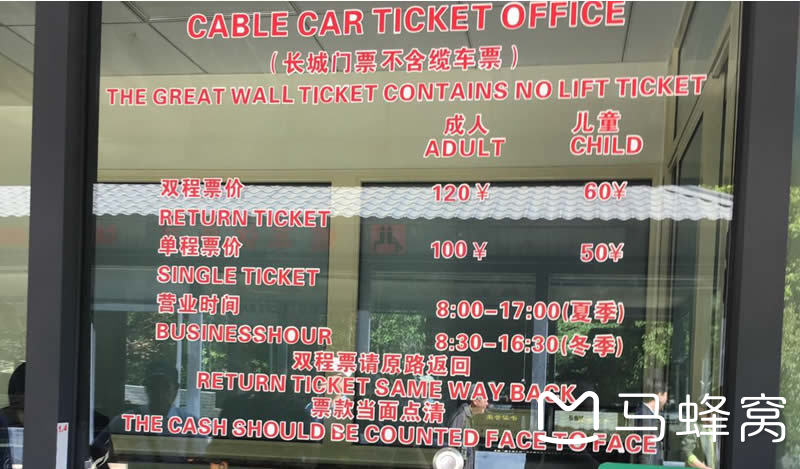 CABLE CAR TICKET OFFICE
(长城门票不含缆车票)
THE GREAT WALL TICKET CONTAINS NO LIFT TICKET
成人 儿童
ADULT CHILD
双程票价 120¥ 60¥
RETURN TICKET
单程票价 100¥ 50¥
SINGLE TICKET
营业时间 8:00-17:00(夏季)
BUSINESSHOUR 8:30-16:30(冬季)
双程票请原路返回
RETURN TICKET SAME WAY BACK
票款当面点清
THE CASH SHOULD BE COUNTED FACE TO FACE
马蜂窝
1.4